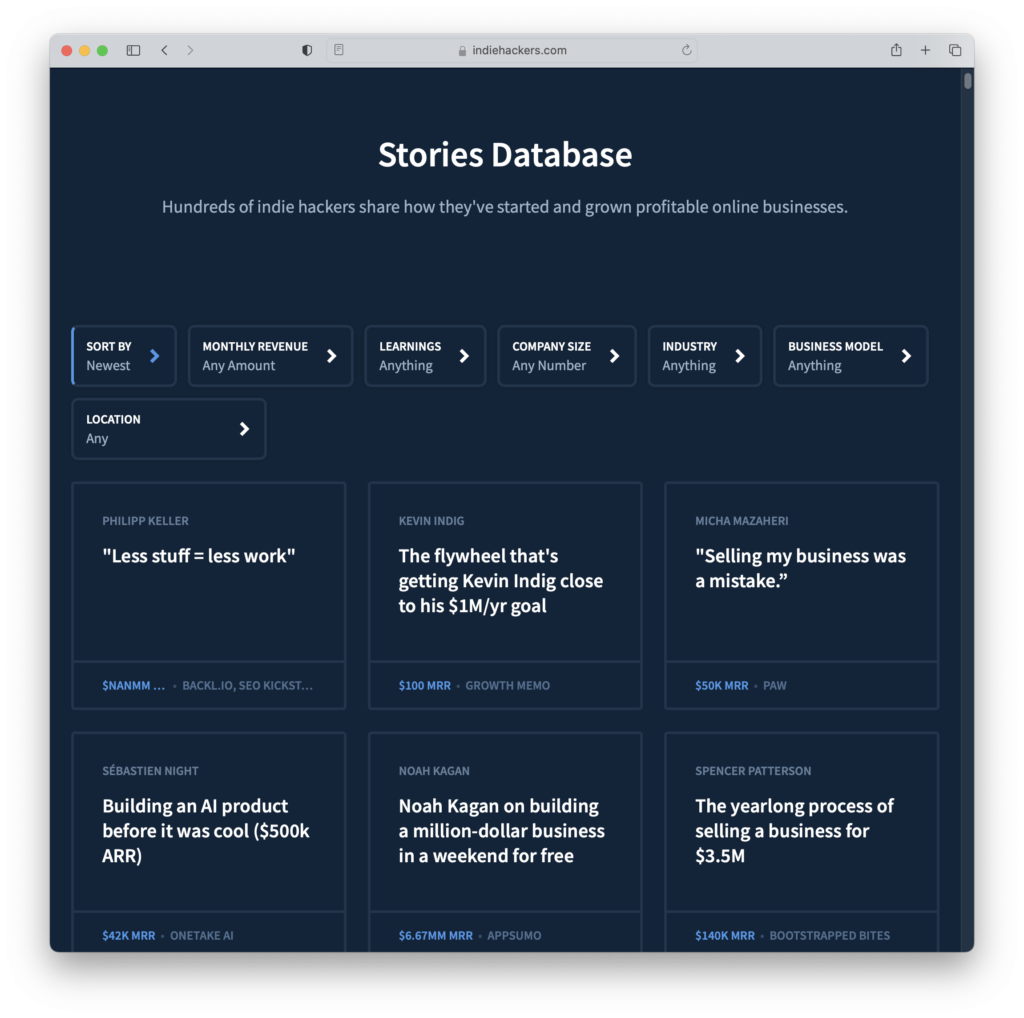 indiehackers.com
Stories Database
Hundreds of indie hackers share how they've started and grown profitable online businesses.
SORT BY
Newest
MONTHLY REVENUE
Any Amount
LEARNINGS
Anything
COMPANY SIZE
Any Number
INDUSTRY
Anything
BUSINESS MODEL
Anything
LOCATION
Any
PHILIPP KELLER
"Less stuff = less work"
$NANMM ... • BACKL.IO, SEO KICKST...
KEVIN INDIG
The flywheel that's
getting Kevin Indig close
to his $1M/yr goal
$100 MRR • GROWTH MEMO
MICHA MAZAHERI
"Selling my business was
a mistake.”
$50K MRR • PAW
SÉBASTIEN NIGHT
Building an AI product
before it was cool ($500k
ARR)
$42K MRR • ONETAKE AI
NOAH KAGAN
Noah Kagan on building
a million-dollar business
in a weekend for free
$6.67MM MRR • APPSUMO
SPENCER PATTERSON
The yearlong process of
selling a business for
$3.5M
$140K MRR • BOOTSTRAPPED BITES